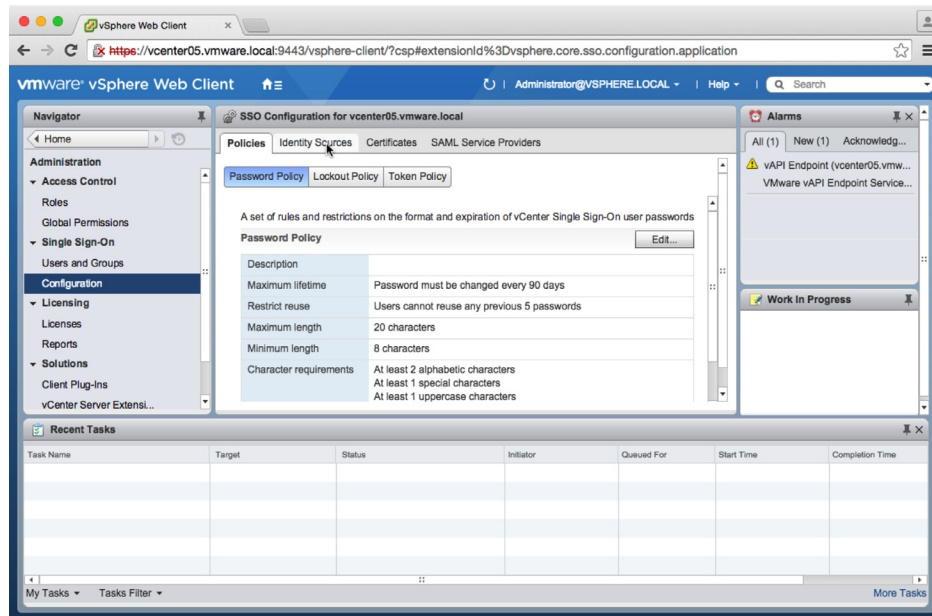 vSphere Web Client
https://vcenter05.vmware.local:9443/vsphere-client/?csp#extensionId%3Dvsphere.core.sso.configuration.application
vmware® vSphere Web Client
Administrator@VSPHERE.LOCAL
Help
Search
Navigator
Home
Administration
Access Control
Roles
Global Permissions
Single Sign-On
Users and Groups
Configuration
Licensing
Licenses
Reports
Solutions
Client Plug-Ins
vCenter Server Extensi...
SSO Configuration for vcenter05.vmware.local
Policies Identity Sources Certificates SAML Service Providers
Password Policy Lockout Policy Token Policy
A set of rules and restrictions on the format and expiration of vCenter Single Sign-On user passwords
Password Policy Edit...
Description
Maximum lifetime Password must be changed every 90 days
Restrict reuse Users cannot reuse any previous 5 passwords
Maximum length 20 characters
Minimum length 8 characters
Character requirements At least 2 alphabetic characters
At least 1 special characters
At least 1 uppercase characters
Alarms
All (1) New (1) Acknowledg...
vAPI Endpoint (vcenter05.vmw...
VMware vAPI Endpoint Service...
Work In Progress
Recent Tasks
Task Name Target Status Initiator Queued For Start Time Completion Time
My Tasks Tasks Filter More Tasks